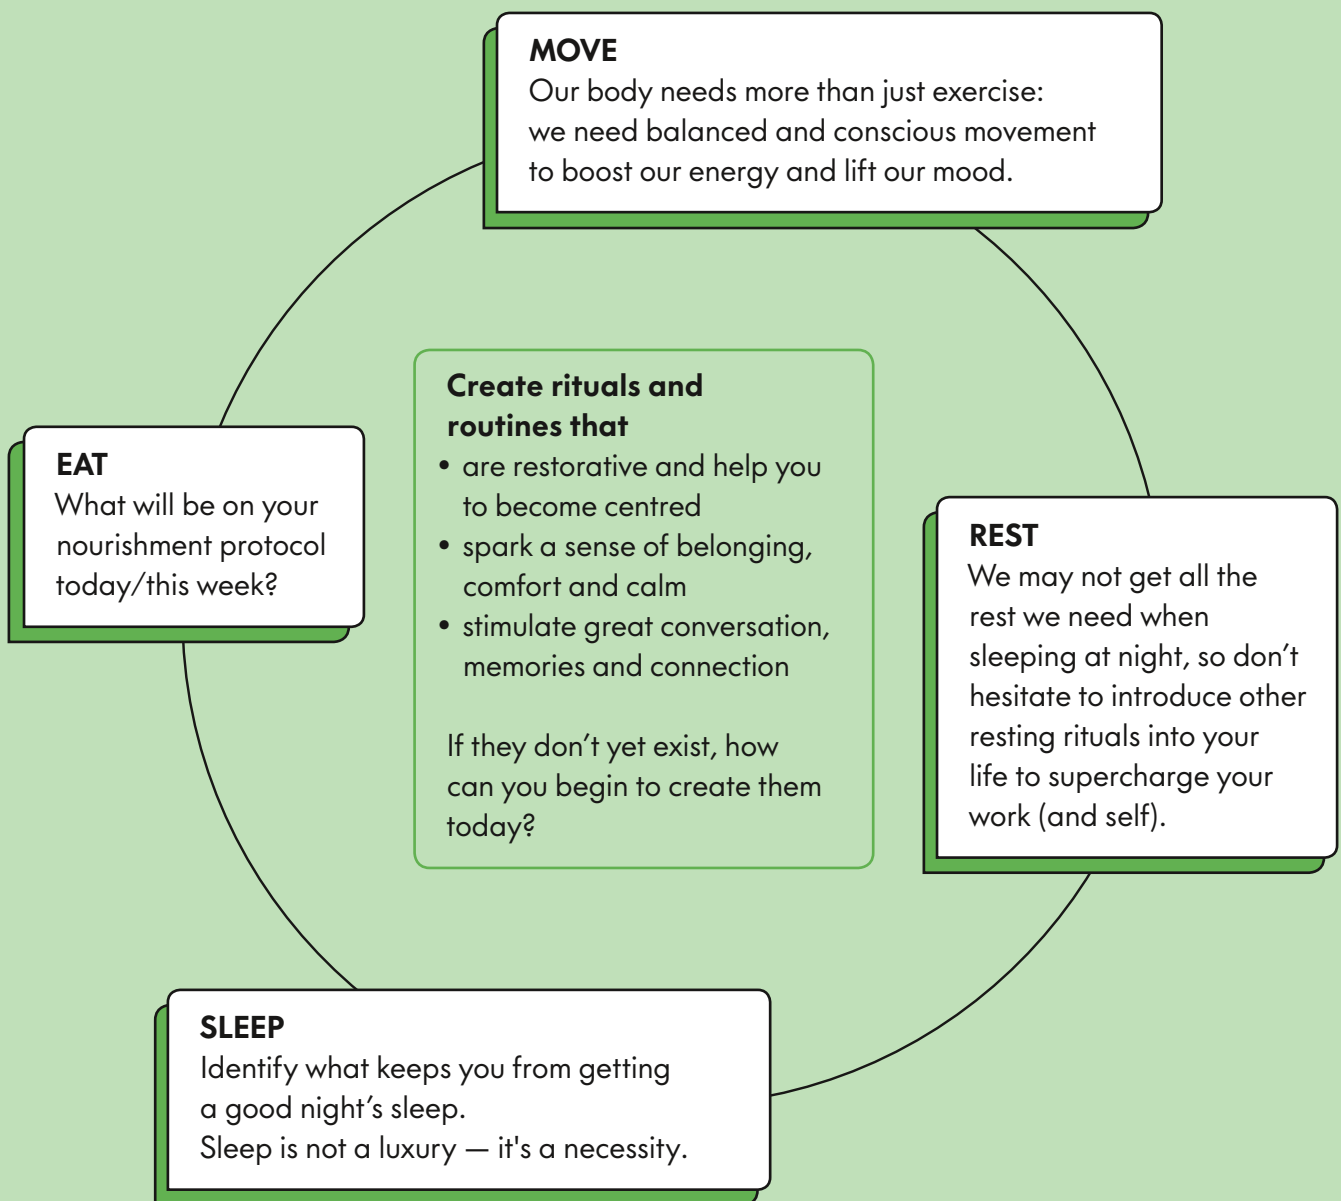 MOVE
Our body needs more than just exercise:
we need balanced and conscious movement
to boost our energy and lift our mood.
Create rituals and
routines that
• are restorative and help you
to become centred
• spark a sense of belonging,
comfort and calm
• stimulate great conversation,
memories and connection
If they don’t yet exist, how
can you begin to create them
today?
EAT
What will be on your
nourishment protocol
today/this week?
REST
We may not get all the
rest we need when
sleeping at night, so don’t
hesitate to introduce other
resting rituals into your
life to supercharge your
work (and self).
SLEEP
Identify what keeps you from getting
a good night’s sleep.
Sleep is not a luxury — it's a necessity.